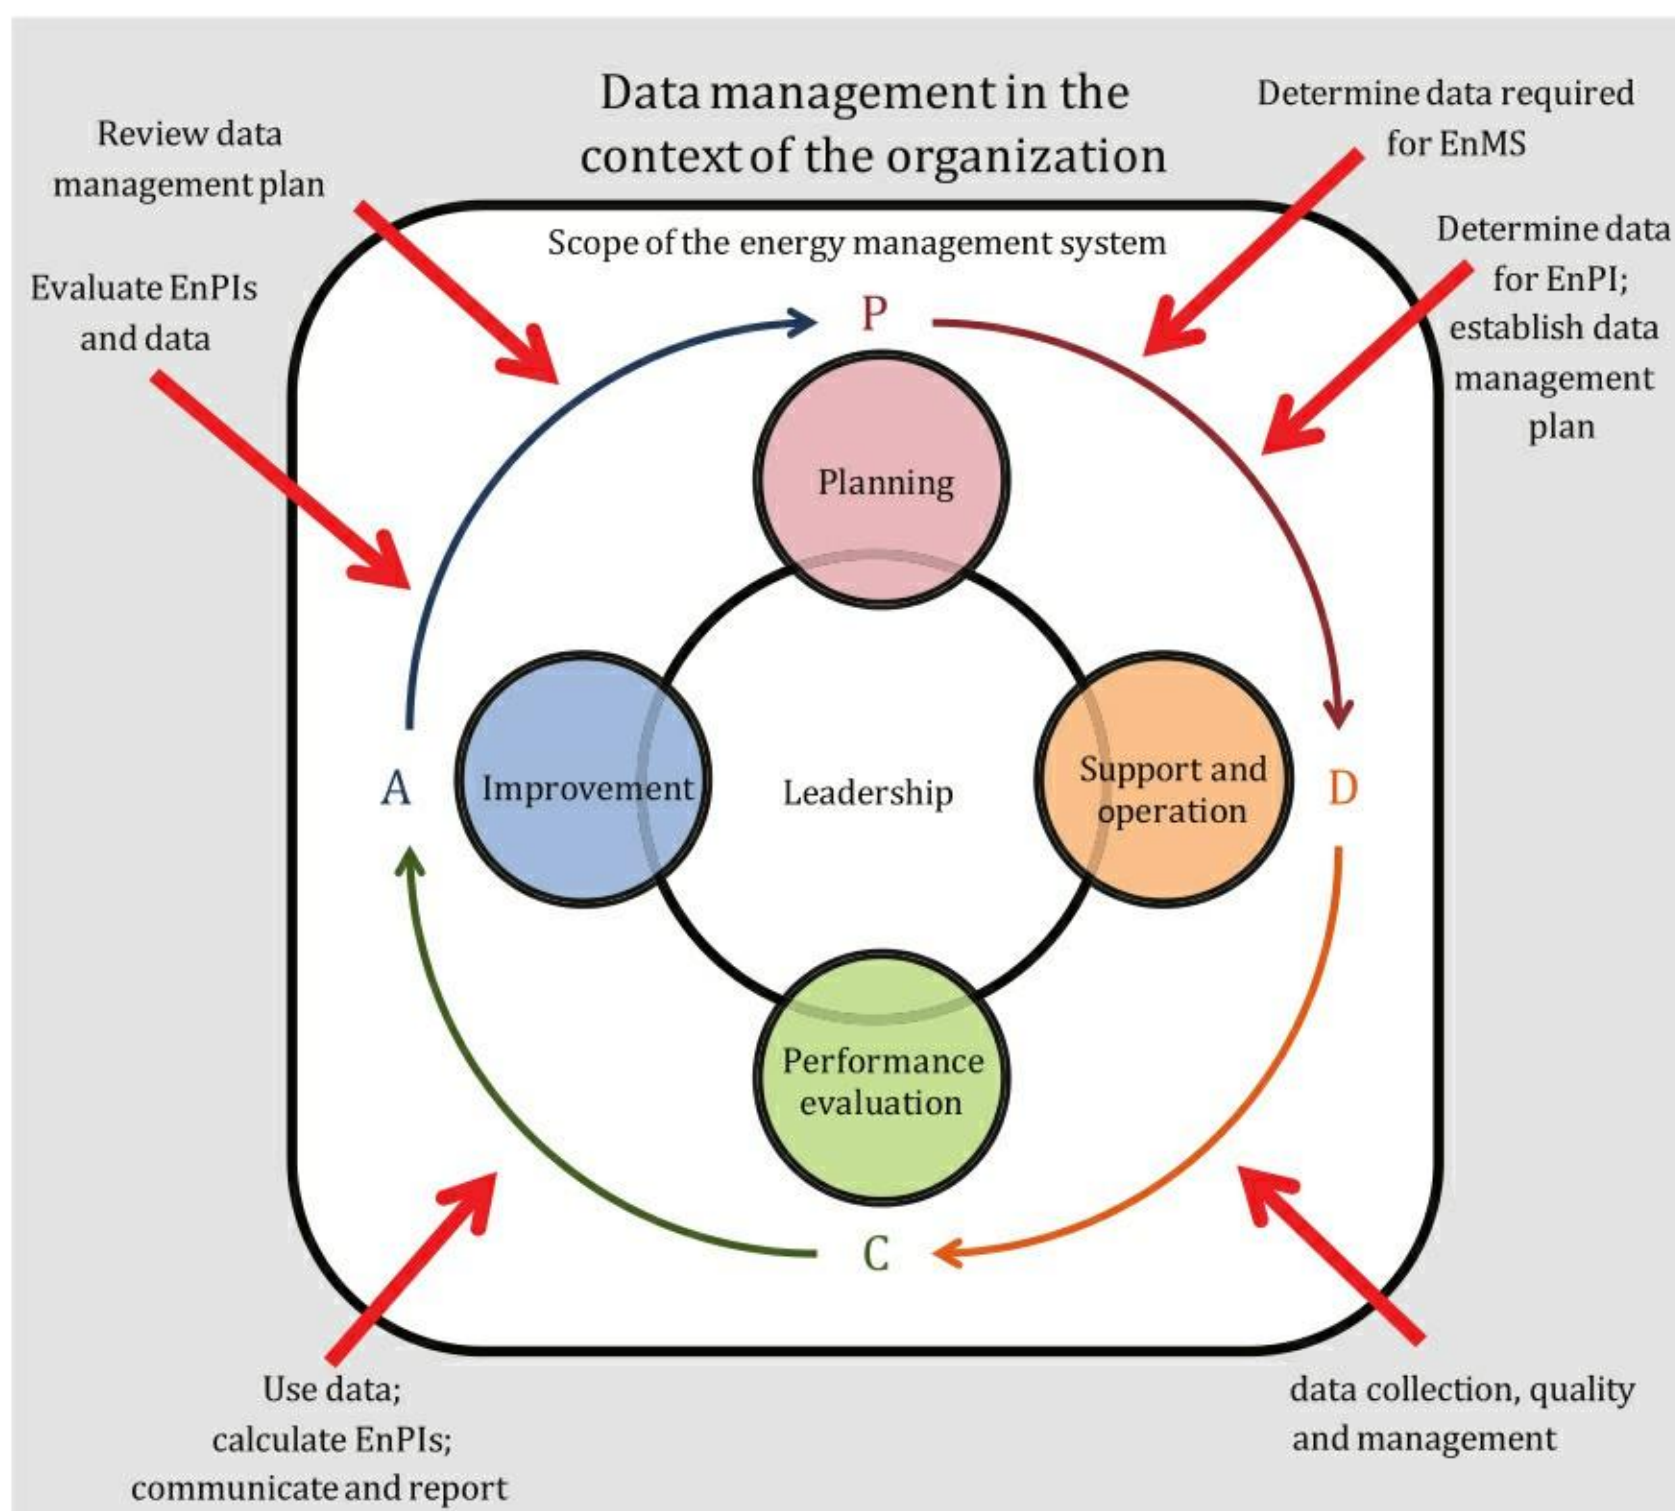 Data management in the
context of the organization
Review data
management plan
Determine data required
for EnMS
Evaluate EnPIs
and data
Scope of the energy management system
Determine data
for EnPI;
establish data
management
plan
P
Planning
A
Improvement
Leadership
Support and
operation
D
Performance
evaluation
C
Use data;
calculate EnPIs;
communicate and report
data collection, quality
and management